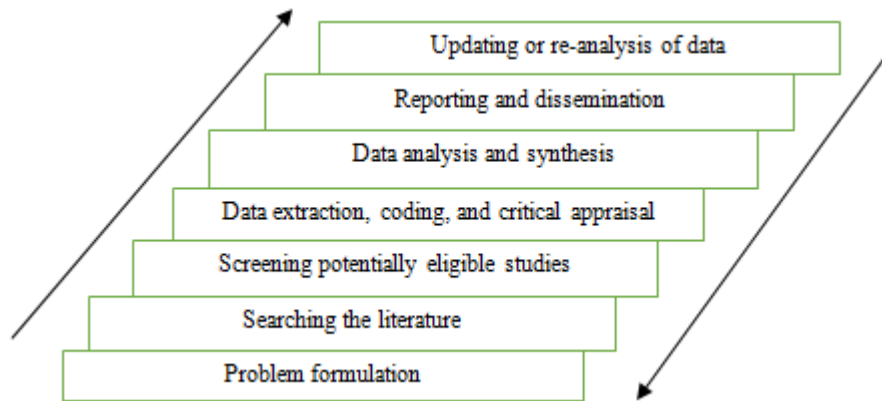 Updating or re-analysis of data
Reporting and dissemination
Data analysis and synthesis
Data extraction, coding, and critical appraisal
Screening potentially eligible studies
Searching the literature
Problem formulation